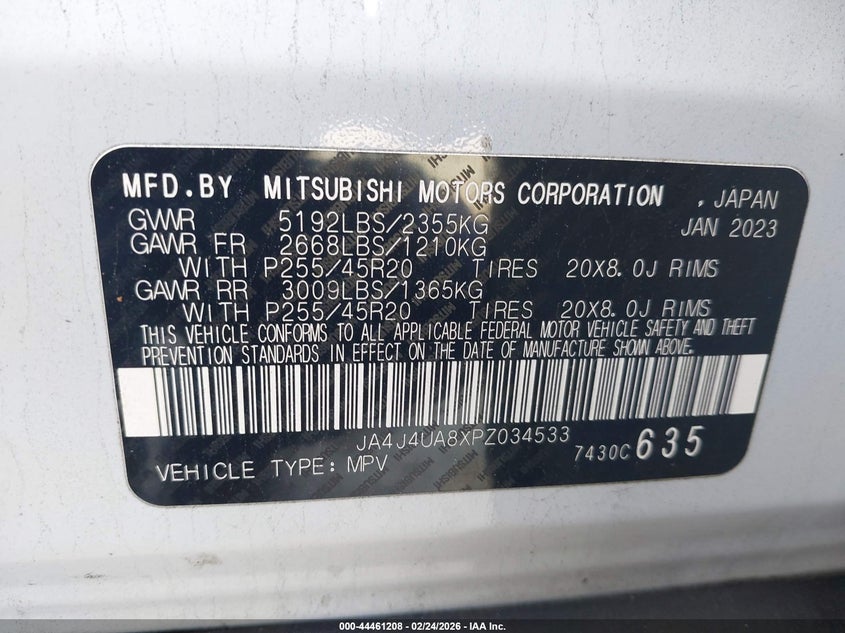 MFD.BY MITSUBISHI MOTORS CORPORATION , JAPAN
GVWR 5192LBS/2355KG JAN 2023
GAWR FR 2668LBS/1210KG
WITH P255/45R20 TIRES 20X8.0J RIMS
GAWR RR 3009LBS/1365KG
WITH P255/45R20 TIRES 20X8.0J RIMS
THIS VEHICLE CONFORMS TO ALL APPLICABLE FEDERAL MOTOR VEHICLE SAFETY AND THEFT
PREVENTION STANDARDS IN EFFECT ON THE DATE OF MANUFACTURE SHOWN ABOVE.
JA4J4UA8XPZ034533
VEHICLE TYPE: MPV 7430C 635
000-44461208 - 02/24/2026 - IAA Inc.